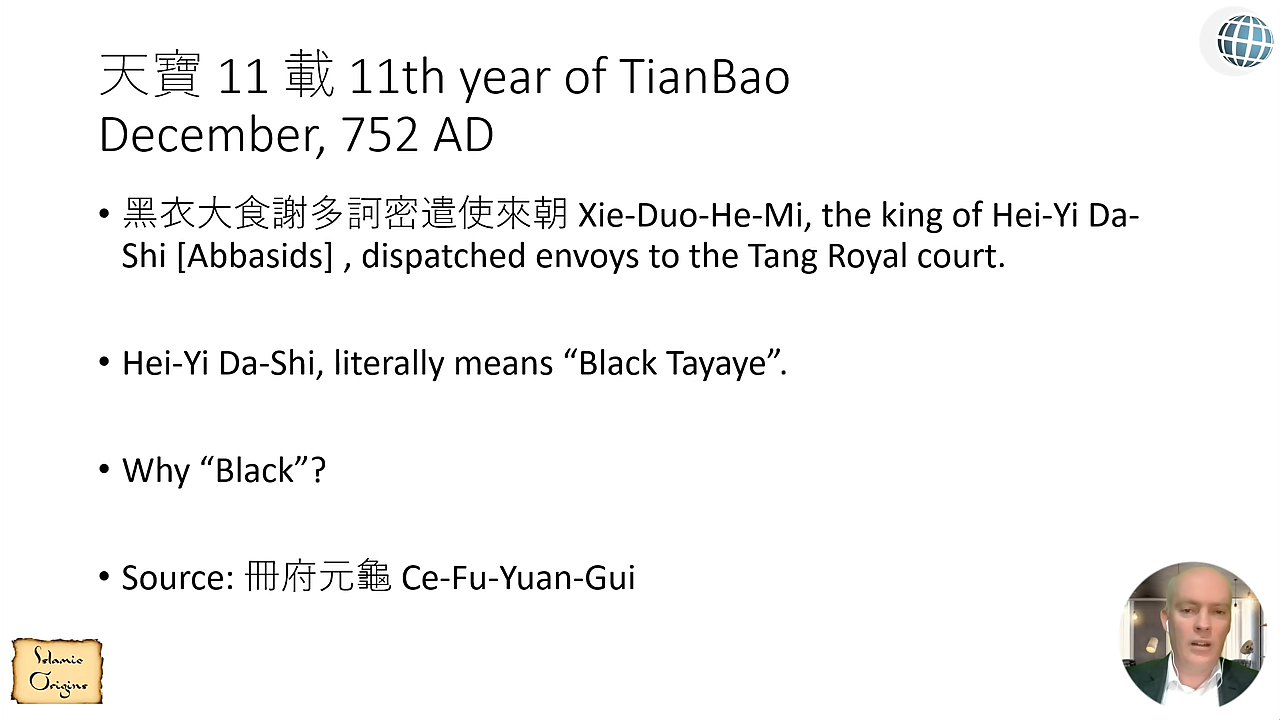 天寶 11 載 11th year of TianBao
December, 752 AD
• 黑衣大食謝多訶密遣使來朝 Xie-Duo-He-Mi, the king of Hei-Yi Da-
Shi [Abbasids] , dispatched envoys to the Tang Royal court.
• Hei-Yi Da-Shi, literally means “Black Tayaye”.
• Why “Black”?
• Source: 冊府元龜 Ce-Fu-Yuan-Gui
Islamic
Origins